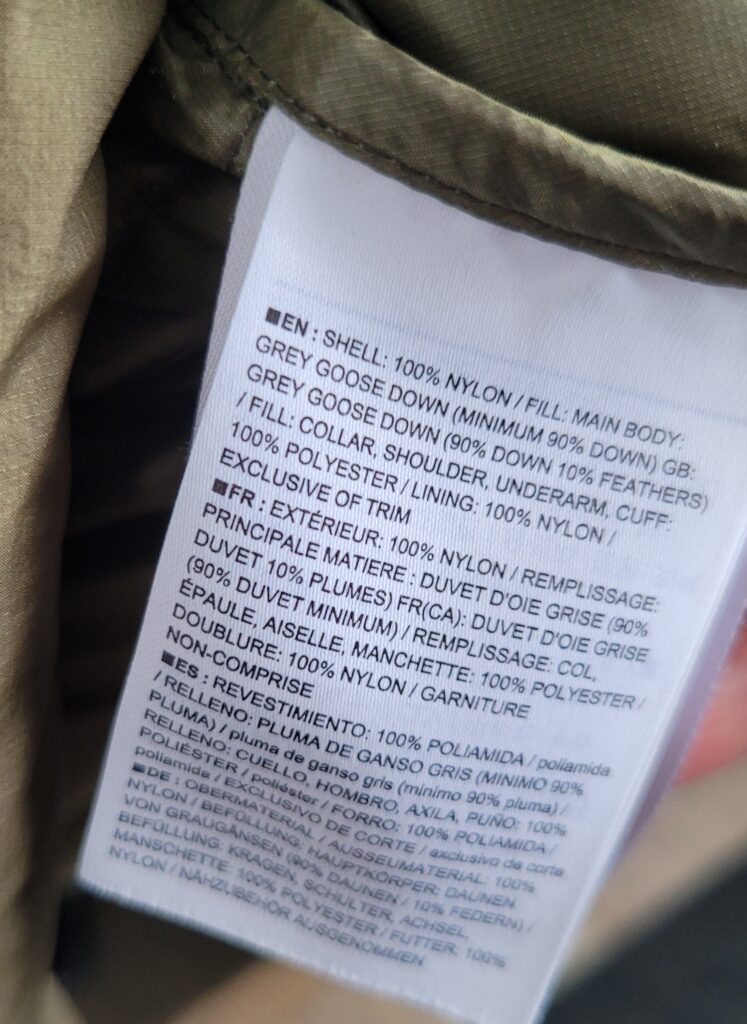 ■EN : SHELL: 100% NYLON / FILL: MAIN BODY:
GREY GOOSE DOWN (MINIMUM 90% DOWN) GB:
GREY GOOSE DOWN (90% DOWN 10% FEATHERS)
/ FILL: COLLAR, SHOULDER, UNDERARM, CUFF:
100% POLYESTER / LINING: 100% NYLON /
EXCLUSIVE OF TRIM
■FR : EXTÉRIEUR: 100% NYLON / REMPLISSAGE:
PRINCIPALE MATIERE : DUVET D'OIE GRISE (90%
DUVET 10% PLUMES) FR(CA): DUVET D'OIE GRISE
(90% DUVET MINIMUM) / REMPLISSAGE: COL,
ÉPAULE, AISELLE, MANCHETTE: 100% POLYESTER /
DOUBLURE: 100% NYLON / GARNITURE
NON-COMPRISE
■ES : REVESTIMIENTO: 100% POLIAMIDA / poliamida
/ RELLENO: PLUMA DE GANSO GRIS (MINIMO 90%
PLUMA) / pluma de ganso gris (mínimo 90% pluma) /
RELLENO: CUELLO, HOMBRO, AXILA, PUÑO: 100%
POLIÉSTER / poliéster / FORRO: 100% POLIAMIDA /
poliamida / EXCLUSIVO DE CORTE / exclusivo de corte
■DE : OBERMATERIAL / AUSSEUMATERIAL: 100%
NYLON / BEFÜLLUNG: HAUPTKÖRPER: DAUNEN
VON GRAUGÄNSEN (90% DAUNEN / 10% FEDERN) /
BEFÜLLUNG: KRAGEN, SCHULTER, ACHSEL,
MANSCHETTE: 100% POLYESTER / FUTTER: 100%
NYLON / NÄHZUBEHÖR AUSGENOMMEN